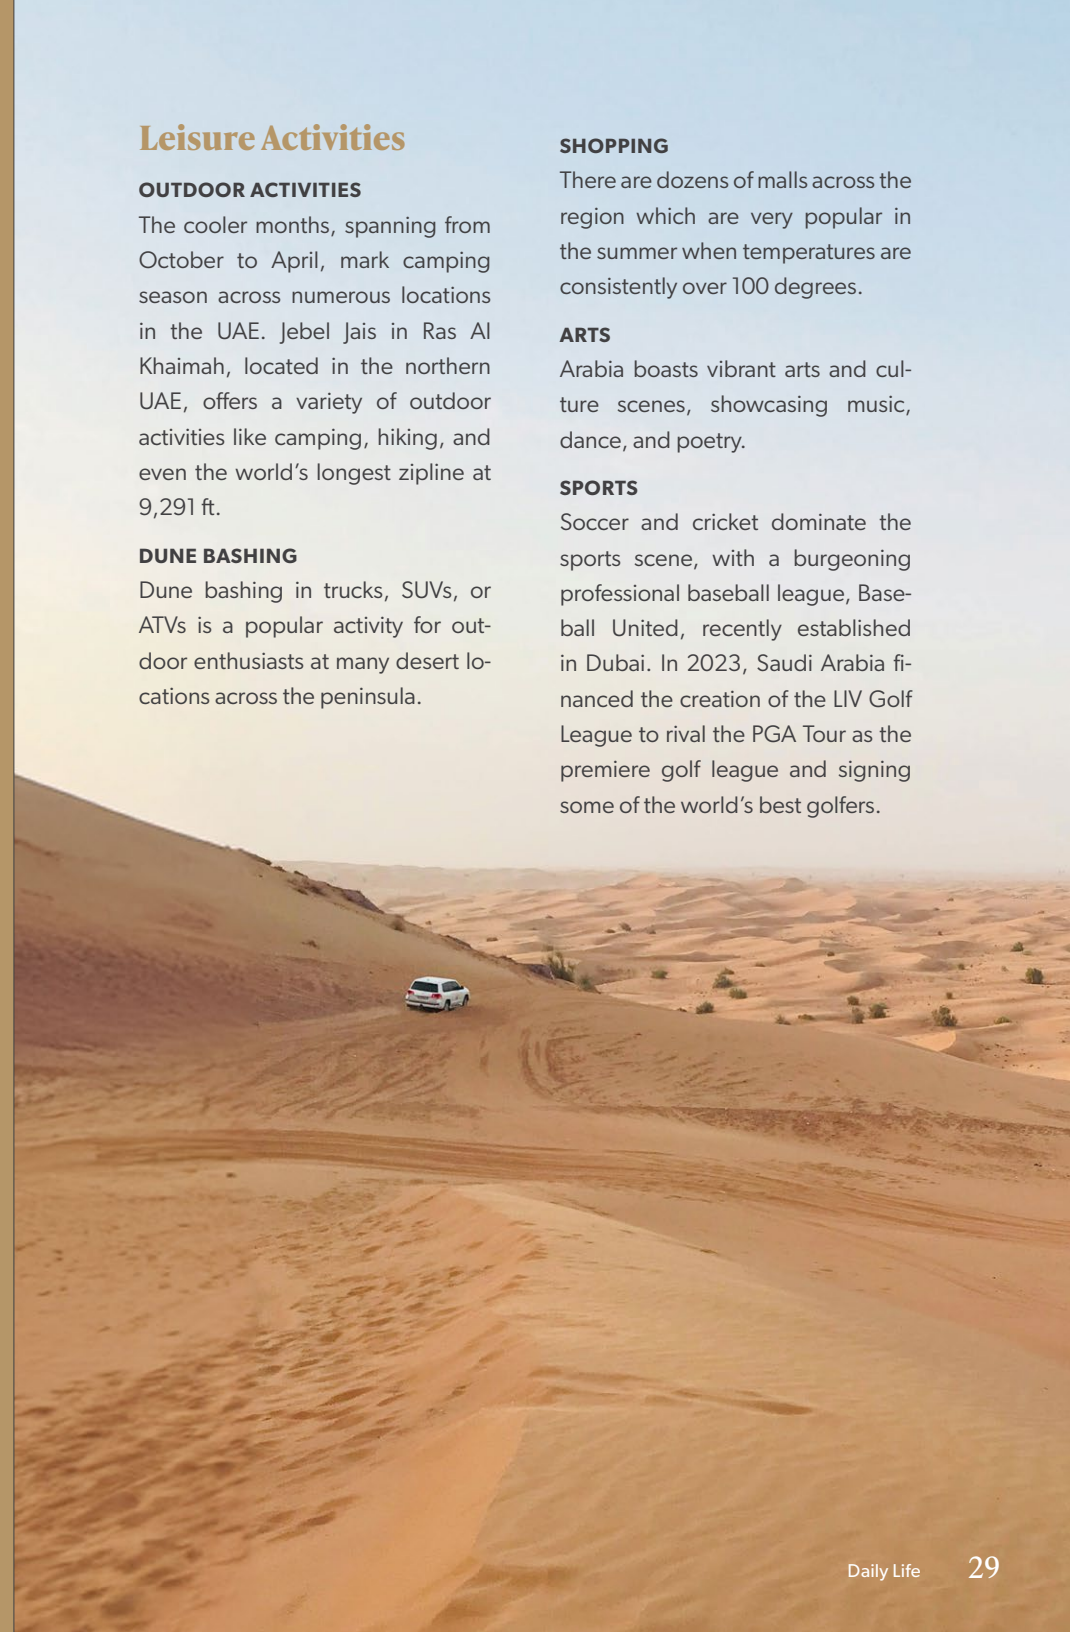 Leisure Activities
OUTDOOR ACTIVITIES
The cooler months, spanning from
October to April, mark camping
season across numerous locations
in the UAE. Jebel Jais in Ras Al
Khaimah, located in the northern
UAE, offers a variety of outdoor
activities like camping, hiking, and
even the world’s longest zipline at
9,291 ft.
DUNE BASHING
Dune bashing in trucks, SUVs, or
ATVs is a popular activity for out-
door enthusiasts at many desert lo-
cations across the peninsula.
SHOPPING
There are dozens of malls across the
region which are very popular in
the summer when temperatures are
consistently over 100 degrees.
ARTS
Arabia boasts vibrant arts and cul-
ture scenes, showcasing music,
dance, and poetry.
SPORTS
Soccer and cricket dominate the
sports scene, with a burgeoning
professional baseball league, Base-
ball United, recently established
in Dubai. In 2023, Saudi Arabia fi-
nanced the creation of the LIV Golf
League to rival the PGA Tour as the
premiere golf league and signing
some of the world’s best golfers.
Daily Life 29